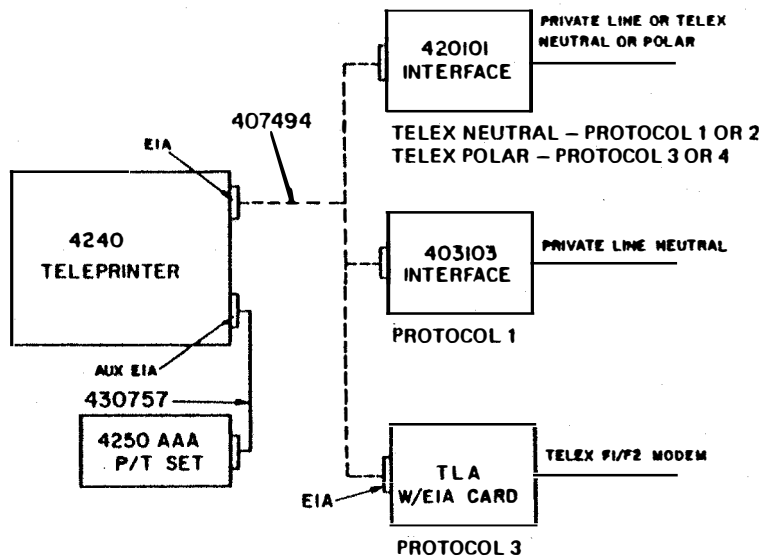 PRIVATE LINE OR TELEX
NEUTRAL OR POLAR
420101
INTERFACE
TELEX NEUTRAL – PROTOCOL 1 OR 2
TELEX POLAR – PROTOCOL 3 OR 4
407494
EIA
4240
TELEPRINTER
403103
INTERFACE
PRIVATE LINE NEUTRAL
PROTOCOL 1
AUX EIA
430757
4250 AAA
P/T SET
TLA
W/EIA CARD
TELEX F1/F2 MODEM
EIA
PROTOCOL 3